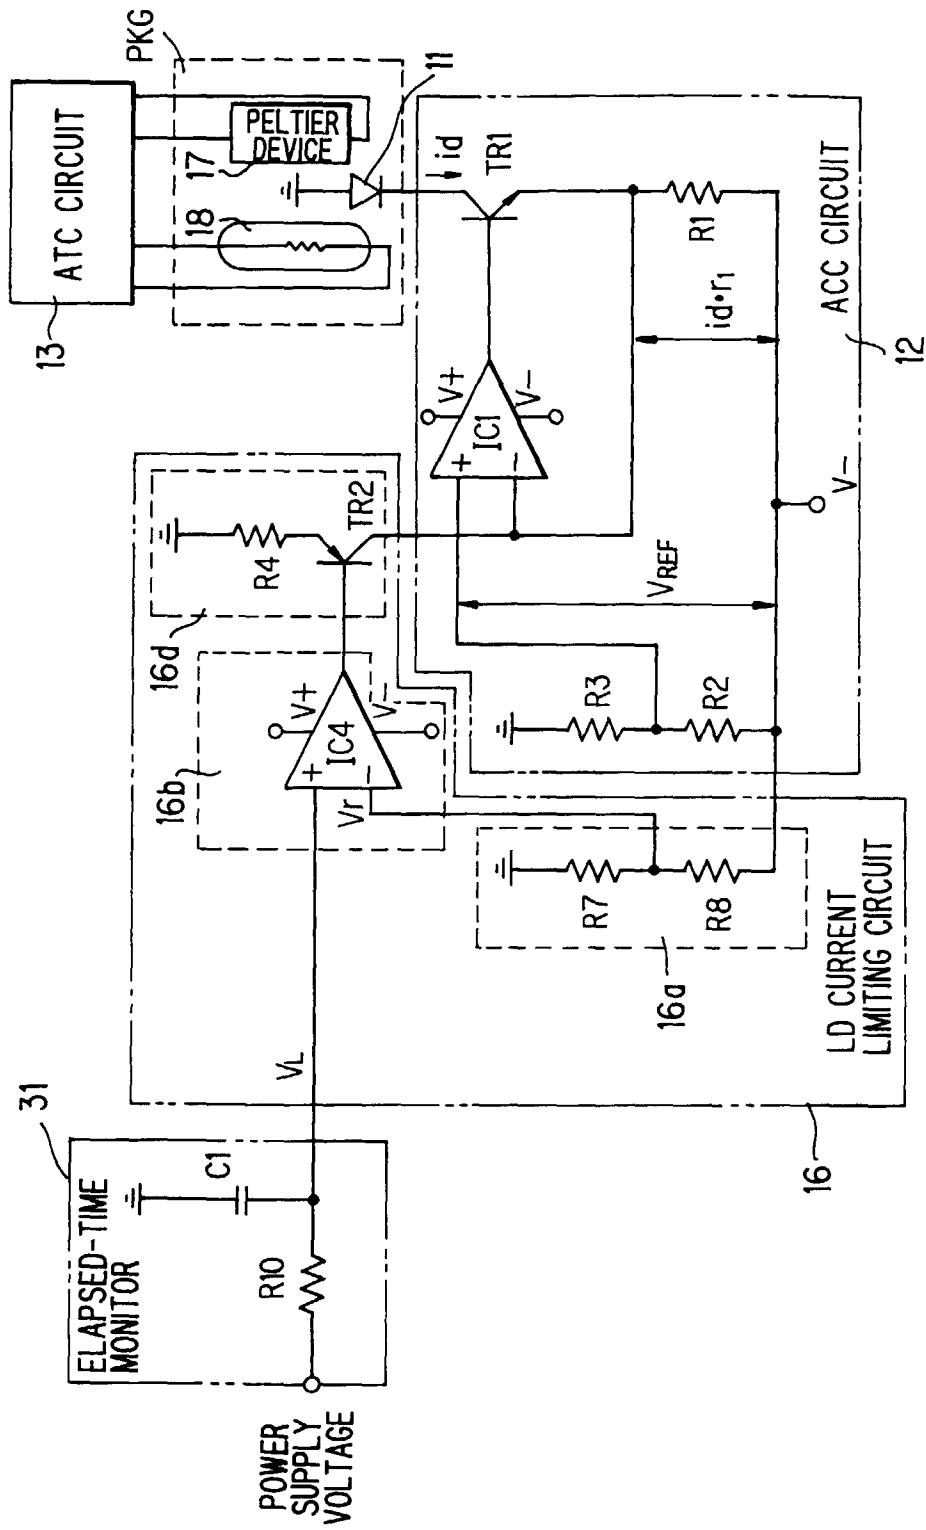 POWER
SUPPLY
VOLTAGE
31
ELAPSED-TIME
MONITOR
R10
C1
VL
16
LD CURRENT
LIMITING CIRCUIT
16b
Vr
+
−
IC4
V+
V−
16d
R4
TR2
16a
R7
R8
R3
R2
VREF
V−
+
−
IC1
V+
V−
id·r1
R1
TR1
id
ACC CIRCUIT
12
13
ATC CIRCUIT
18
17
PELTIER
DEVICE
PKG
11